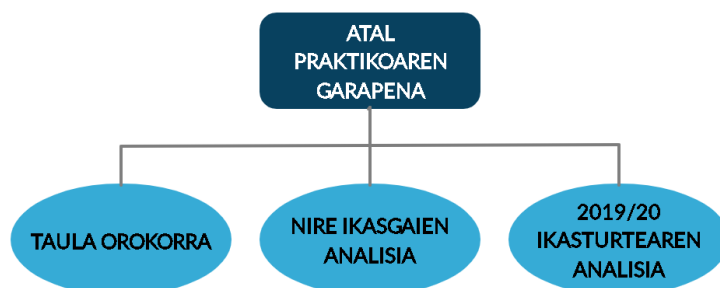 ATAL
PRAKTIKOAREN
GARAPENA
TAULA OROKORRA
NIRE IKASGAIEN
ANALISIA
2019/20
IKASTURTEAREN
ANALISIA